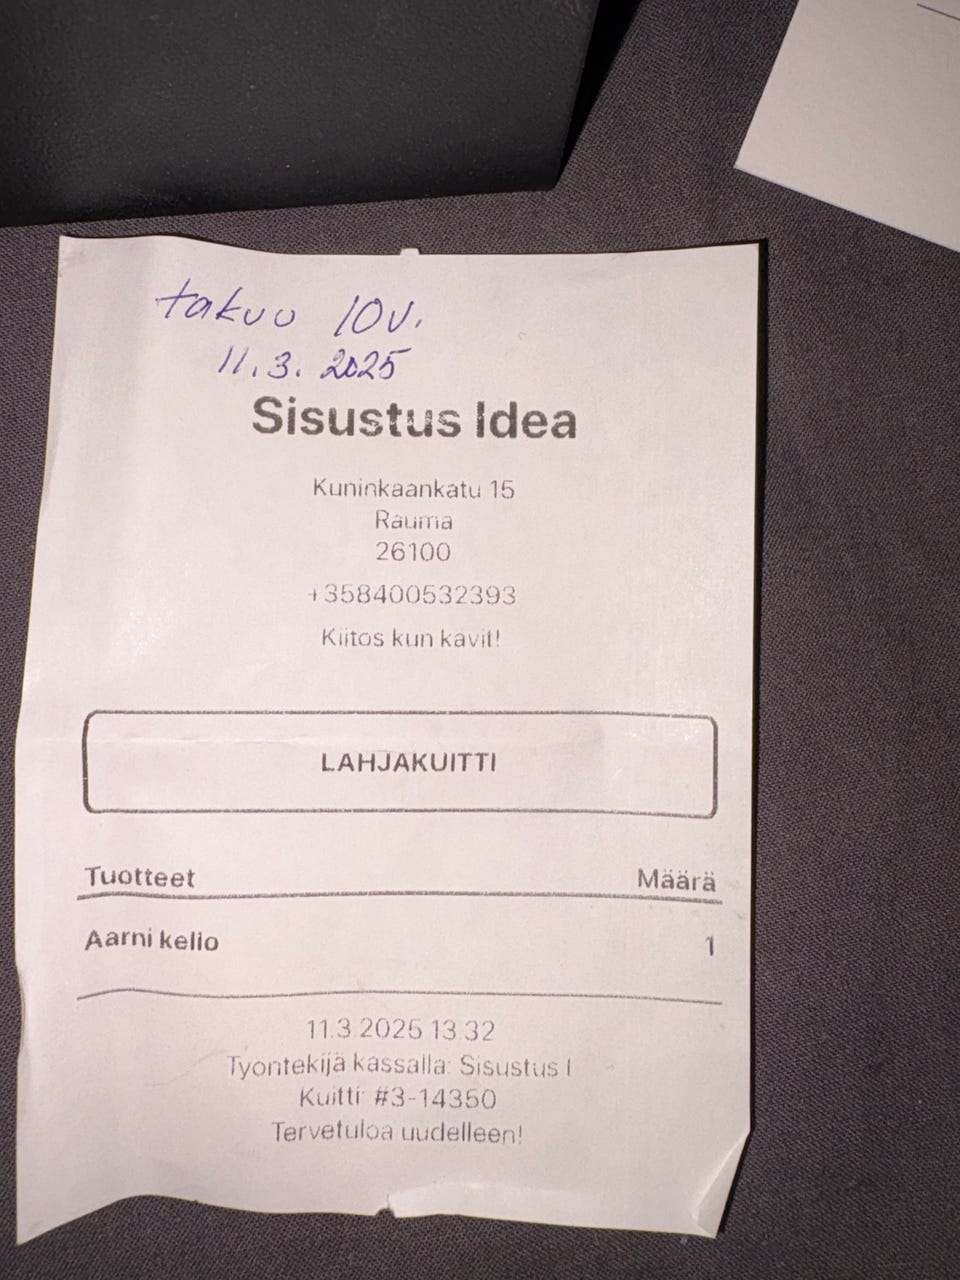 takuu 10v.
11.3.2025
Sisustus Idea
Kuninkaankatu 15
Rauma
26100
+358400532393
Kiitos kun kävit!
LAHJAKUITTI
Tuotteet Määrä
Aarni kello 1
11.3.2025 13.32
Työntekijä kassalla: Sisustus I
Kuitti: #3-14350
Tervetuloa uudelleen!